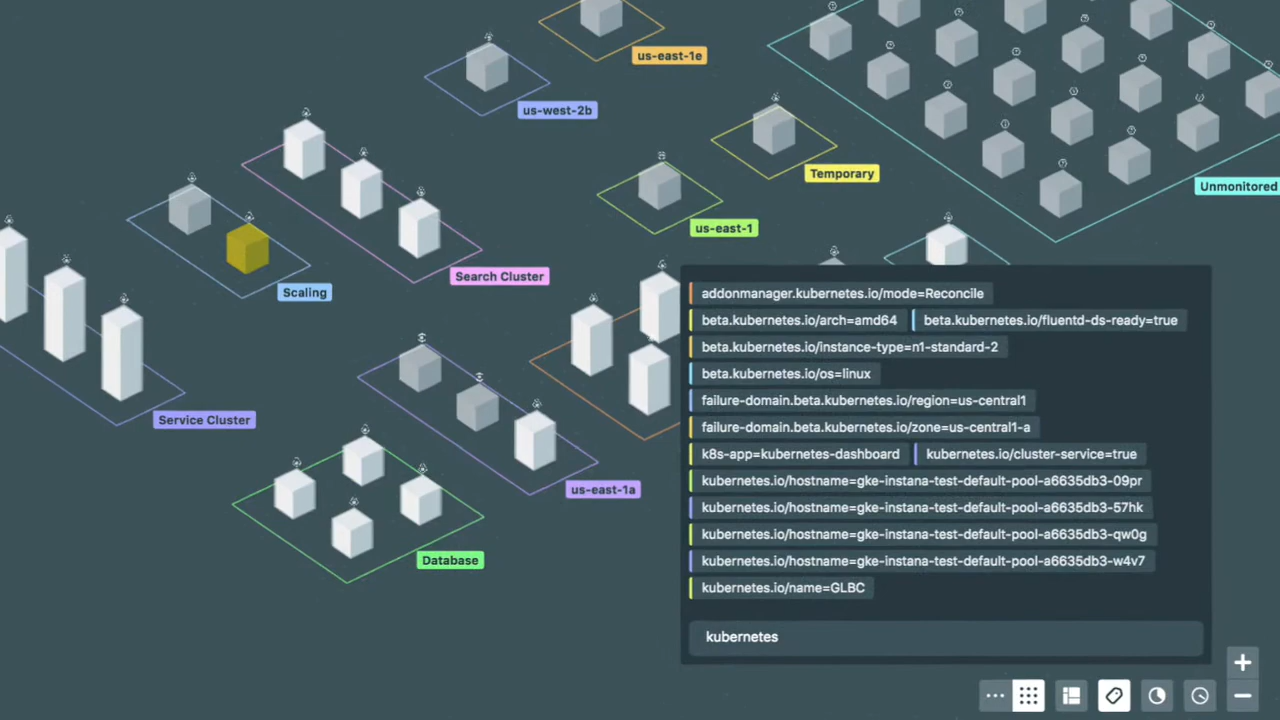 us-east-1e
us-west-2b
Temporary
Unmonitored
us-east-1
Search Cluster
Scaling
Service Cluster
us-east-1a
Database
addonmanager.kubernetes.io/mode=Reconcile
beta.kubernetes.io/arch=amd64 beta.kubernetes.io/fluentd-ds-ready=true
beta.kubernetes.io/instance-type=n1-standard-2
beta.kubernetes.io/os=linux
failure-domain.beta.kubernetes.io/region=us-central1
failure-domain.beta.kubernetes.io/zone=us-central1-a
k8s-app=kubernetes-dashboard kubernetes.io/cluster-service=true
kubernetes.io/hostname=gke-instana-test-default-pool-a6635db3-09pr
kubernetes.io/hostname=gke-instana-test-default-pool-a6635db3-57hk
kubernetes.io/hostname=gke-instana-test-default-pool-a6635db3-qw0g
kubernetes.io/hostname=gke-instana-test-default-pool-a6635db3-w4v7
kubernetes.io/name=GLBC
kubernetes